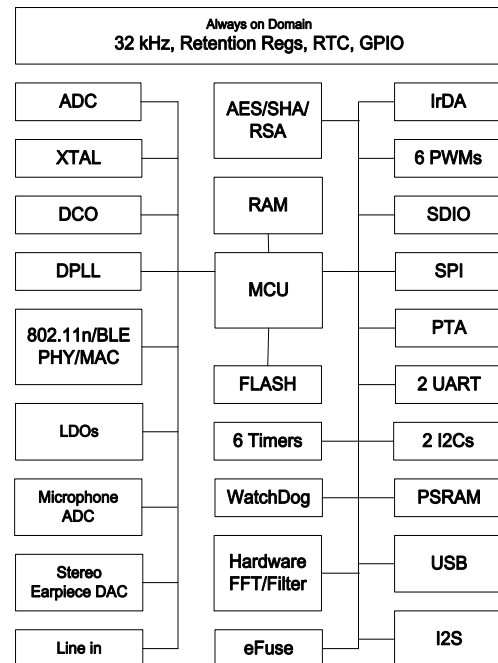 Always on Domain
32 kHz, Retention Regs, RTC, GPIO
ADC
XTAL
DCO
DPLL
802.11n/BLE
PHY/MAC
LDOs
Microphone
ADC
Stereo
Earpiece DAC
Line in
AES/SHA/
RSA
RAM
MCU
FLASH
6 Timers
WatchDog
Hardware
FFT/Filter
eFuse
IrDA
6 PWMs
SDIO
SPI
PTA
2 UART
2 I2Cs
PSRAM
USB
I2S